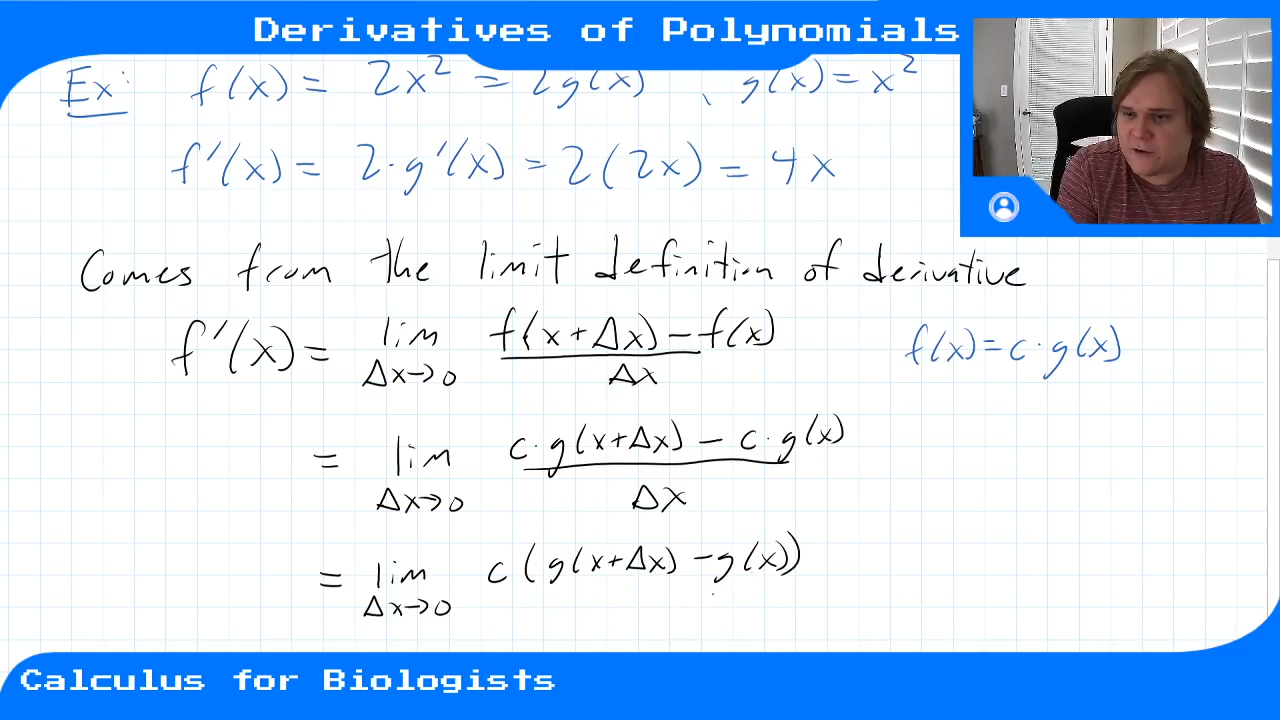 Derivatives of Polynomials
Ex: f(x) = 2x² = 2g(x) , g(x) = x²
f'(x) = 2·g'(x) = 2(2x) = 4x
Comes from the limit definition of derivative
f'(x) = lim Δx→0 f(x+Δx) − f(x) / Δx
f(x) = c·g(x)
= lim Δx→0 c·g(x+Δx) − c·g(x) / Δx
= lim Δx→0 c(g(x+Δx) − g(x))
Calculus for Biologists